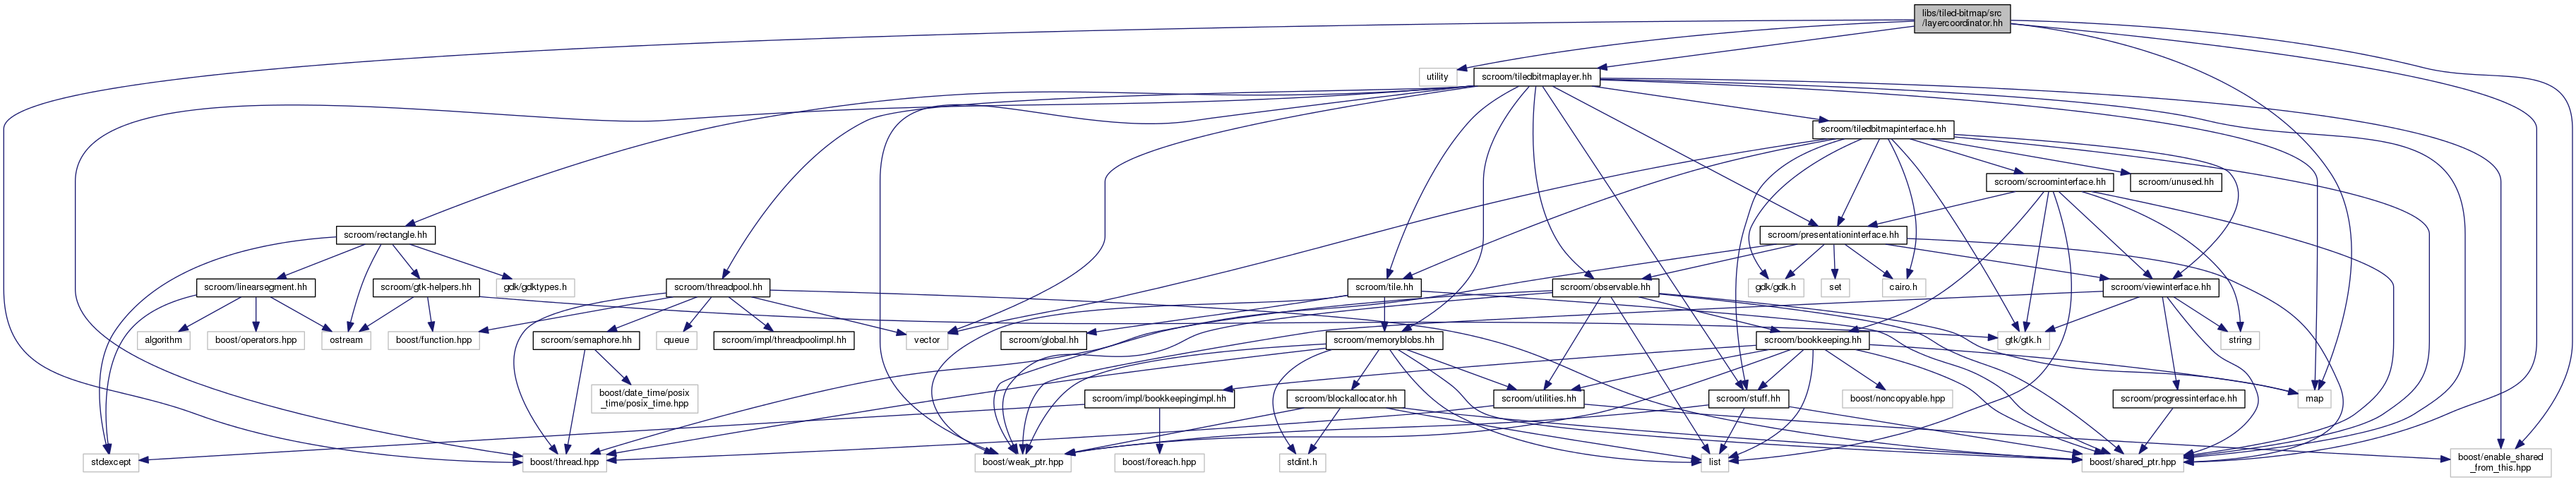 libs/tiled-bitmap/src
/layercoordinator.hh
utility
scroom/tiledbitmaplayer.hh
scroom/tiledbitmapinterface.hh
scroom/scroominterface.hh
scroom/unused.hh
scroom/rectangle.hh
scroom/presentationinterface.hh
scroom/linearsegment.hh
scroom/gtk-helpers.hh
gdk/gdktypes.h
scroom/threadpool.hh
scroom/tile.hh
scroom/observable.hh
gdk/gdk.h
set
cairo.h
scroom/viewinterface.hh
algorithm
boost/operators.hpp
ostream
boost/function.hpp
scroom/semaphore.hh
queue
scroom/impl/threadpoolimpl.hh
vector
scroom/global.hh
scroom/memoryblobs.hh
scroom/bookkeeping.hh
gtk/gtk.h
string
boost/date_time/posix
_time/posix_time.hpp
scroom/impl/bookkeepingimpl.hh
scroom/blockallocator.hh
scroom/utilities.hh
scroom/stuff.hh
boost/noncopyable.hpp
scroom/progressinterface.hh
map
stdexcept
boost/thread.hpp
boost/weak_ptr.hpp
boost/foreach.hpp
stdint.h
list
boost/shared_ptr.hpp
boost/enable_shared
_from_this.hpp